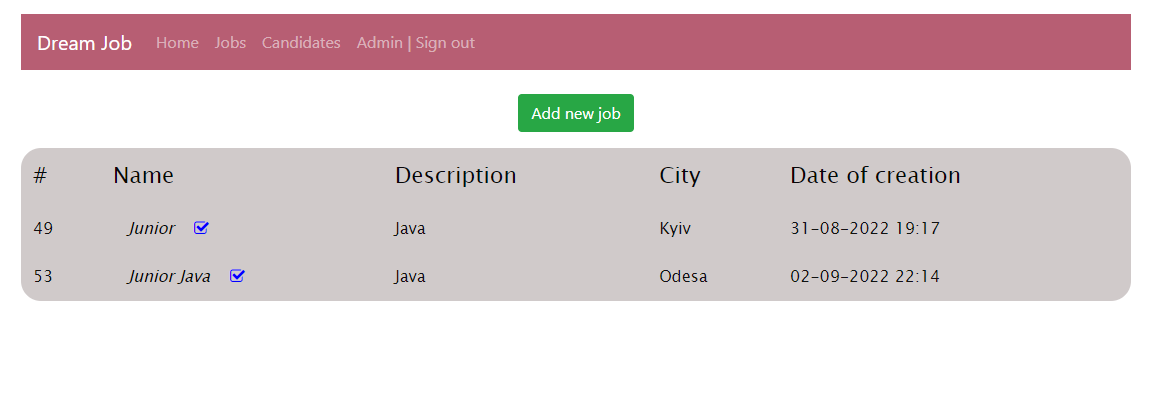 Dream Job Home Jobs Candidates Admin | Sign out
Add new job
# Name Description City Date of creation
49 Junior Java Kyiv 31-08-2022 19:17
53 Junior Java Java Odesa 02-09-2022 22:14